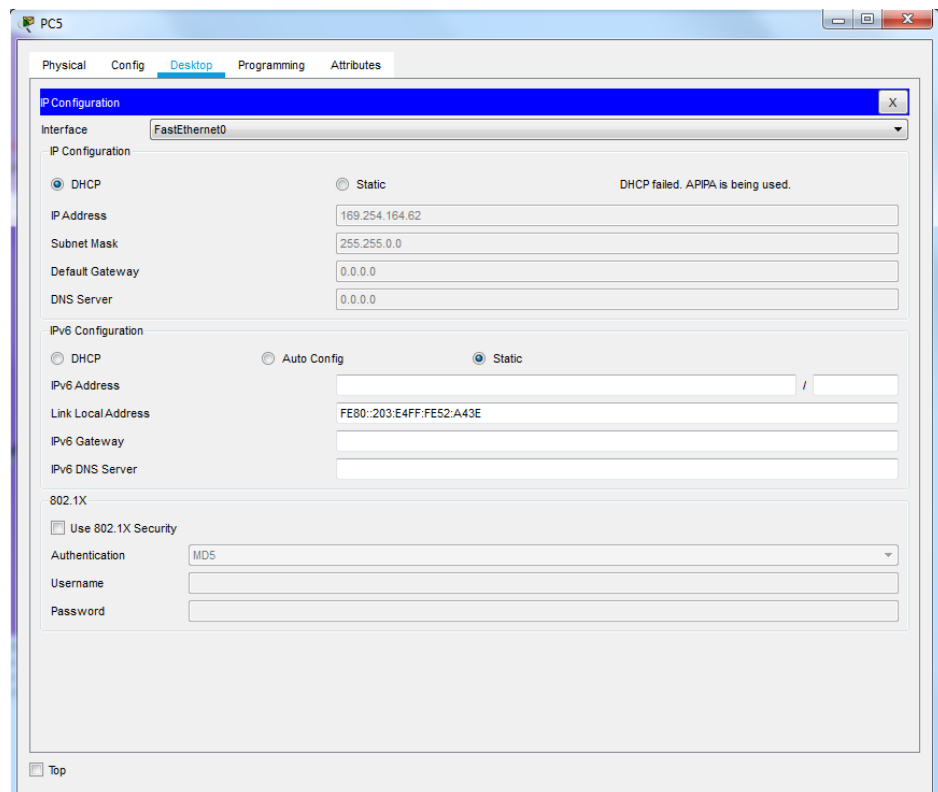 PC5
Physical Config Desktop Programming Attributes
IP Configuration X
Interface FastEthernet0
IP Configuration
DHCP Static DHCP failed. APIPA is being used.
IP Address 169.254.164.62
Subnet Mask 255.255.0.0
Default Gateway 0.0.0.0
DNS Server 0.0.0.0
IPv6 Configuration
DHCP Auto Config Static
IPv6 Address /
Link Local Address FE80::203:E4FF:FE52:A43E
IPv6 Gateway
IPv6 DNS Server
802.1X
Use 802.1X Security
Authentication MD5
Username
Password
Top